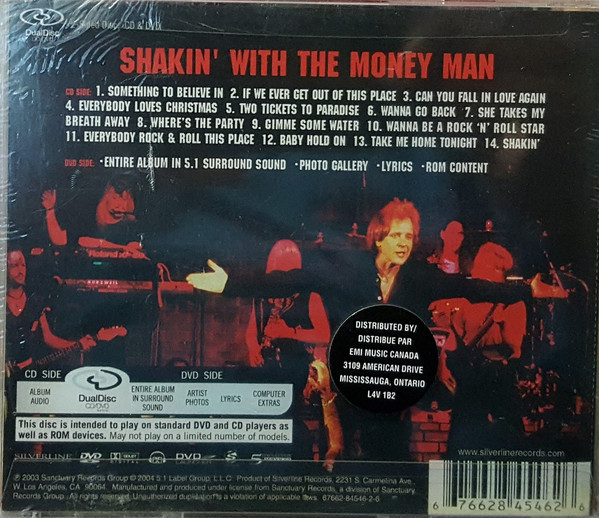 DualDisc
SHAKIN' WITH THE MONEY MAN
CD SIDE: 1. SOMETHING TO BELIEVE IN 2. IF WE EVER GET OUT OF THIS PLACE 3. CAN YOU FALL IN LOVE AGAIN
4. EVERYBODY LOVES CHRISTMAS 5. TWO TICKETS TO PARADISE 6. WANNA GO BACK 7. SHE TAKES MY
BREATH AWAY 8. WHERE'S THE PARTY 9. GIMME SOME WATER 10. WANNA BE A ROCK 'N' ROLL STAR
11. EVERYBODY ROCK & ROLL THIS PLACE 12. BABY HOLD ON 13. TAKE ME HOME TONIGHT 14. SHAKIN'
DVD SIDE: •ENTIRE ALBUM IN 5.1 SURROUND SOUND •PHOTO GALLERY •LYRICS •ROM CONTENT
Roland
KURZWEIL
DISTRIBUTED BY/
DISTRIBUE PAR
EMI MUSIC CANADA
3109 AMERICAN DRIVE
MISSISSAUGA, ONTARIO
L4V 1B2
CD SIDE DVD SIDE
ALBUM AUDIO
DualDisc
CD/DVD
ENTIRE ALBUM IN SURROUND SOUND
ARTIST PHOTOS
LYRICS
COMPUTER EXTRAS
This disc is intended to play on standard DVD and CD players as
well as ROM devices. May not play on a limited number of models.
SILVERLINE DVD
www.silverlinerecords.com
℗ 2003 Sanctuary Records Group © 2004 5.1 Label Group, L.L.C. Product of Silverline Records. 2231 S. Carmelina Ave.,
W. Los Angeles, CA 90064. Manufactured and produced under license from Sanctuary Records, a division of Sanctuary
Records Group. All rights reserved. Unauthorized duplication is a violation of applicable laws. 87662-84546-2-6
6 76628 45462 6